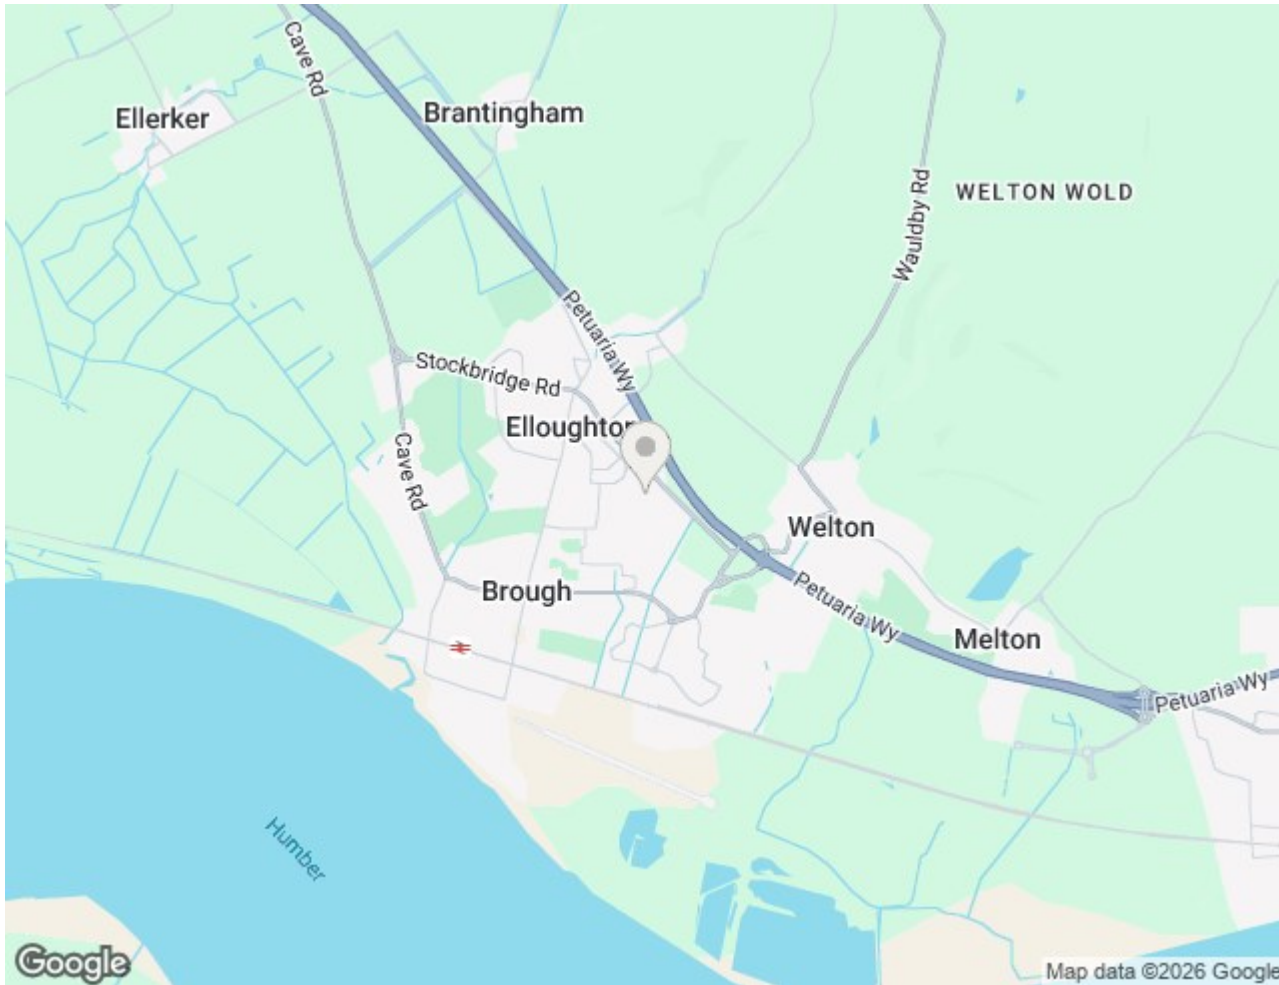 Cave Rd
Ellerker
Brantingham
WELTON WOLD
Wauldby Rd
Petuaria Wy
Stockbridge Rd
Elloughton
Cave Rd
Welton
Brough
Petuaria Wy
Melton
Petuaria Wy
Humber
Google
Map data ©2026 Google